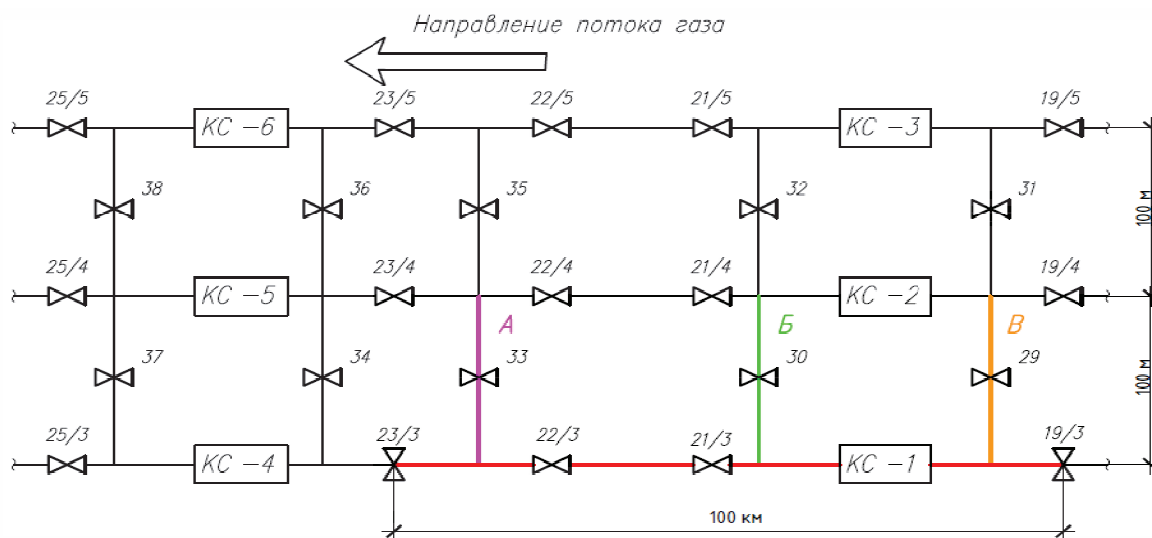 Направление потока газа
25/5 23/5 22/5 21/5 19/5
КС -6 КС -3
38 36 35 32 31
100 м
25/4 23/4 22/4 21/4 19/4
КС -5 КС -2
А Б В
37 34 33 30 29
100 м
25/3 23/3 22/3 21/3 19/3
КС -4 КС -1
100 км